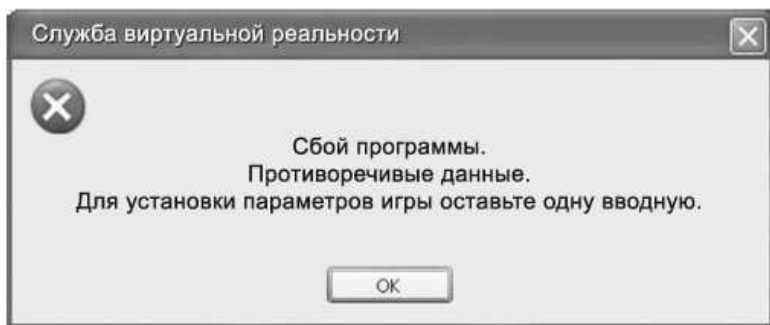 Служба виртуальной реальности
Сбой программы.
Противоречивые данные.
Для установки параметров игры оставьте одну вводную.
OK